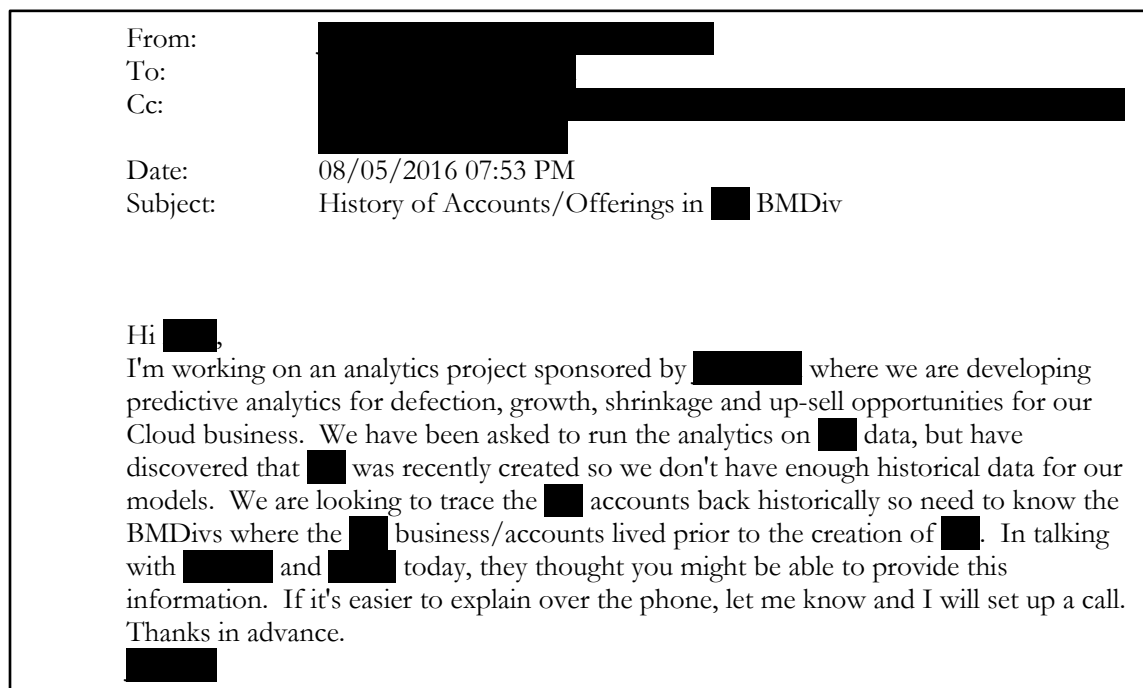 From:
To:
Cc:
Date: 08/05/2016 07:53 PM
Subject: History of Accounts/Offerings in BMDiv
Hi ,
I'm working on an analytics project sponsored by where we are developing
predictive analytics for defection, growth, shrinkage and up-sell opportunities for our
Cloud business. We have been asked to run the analytics on data, but have
discovered that was recently created so we don't have enough historical data for our
models. We are looking to trace the accounts back historically so need to know the
BMDivs where the business/accounts lived prior to the creation of . In talking
with and today, they thought you might be able to provide this
information. If it's easier to explain over the phone, let me know and I will set up a call.
Thanks in advance.